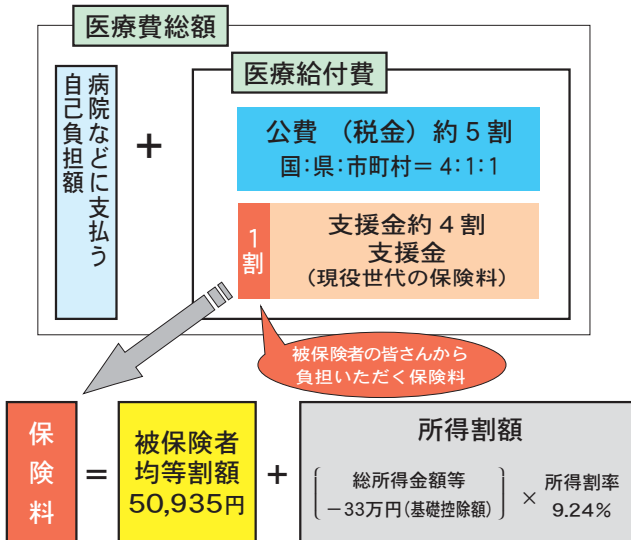 医療費総額
病院などに支払う
自己負担額
+
医療給付費
公費 （税金） 約5割
国:県:市町村＝ 4:1:1
1割
支援金約4割
支援金
（現役世代の保険料）
被保険者の皆さんから
負担いただく保険料
保険料
=
被保険者
均等割額
50,935円
+
所得割額
総所得金額等
－33万円（基礎控除額）
×
所得割率
9.24%